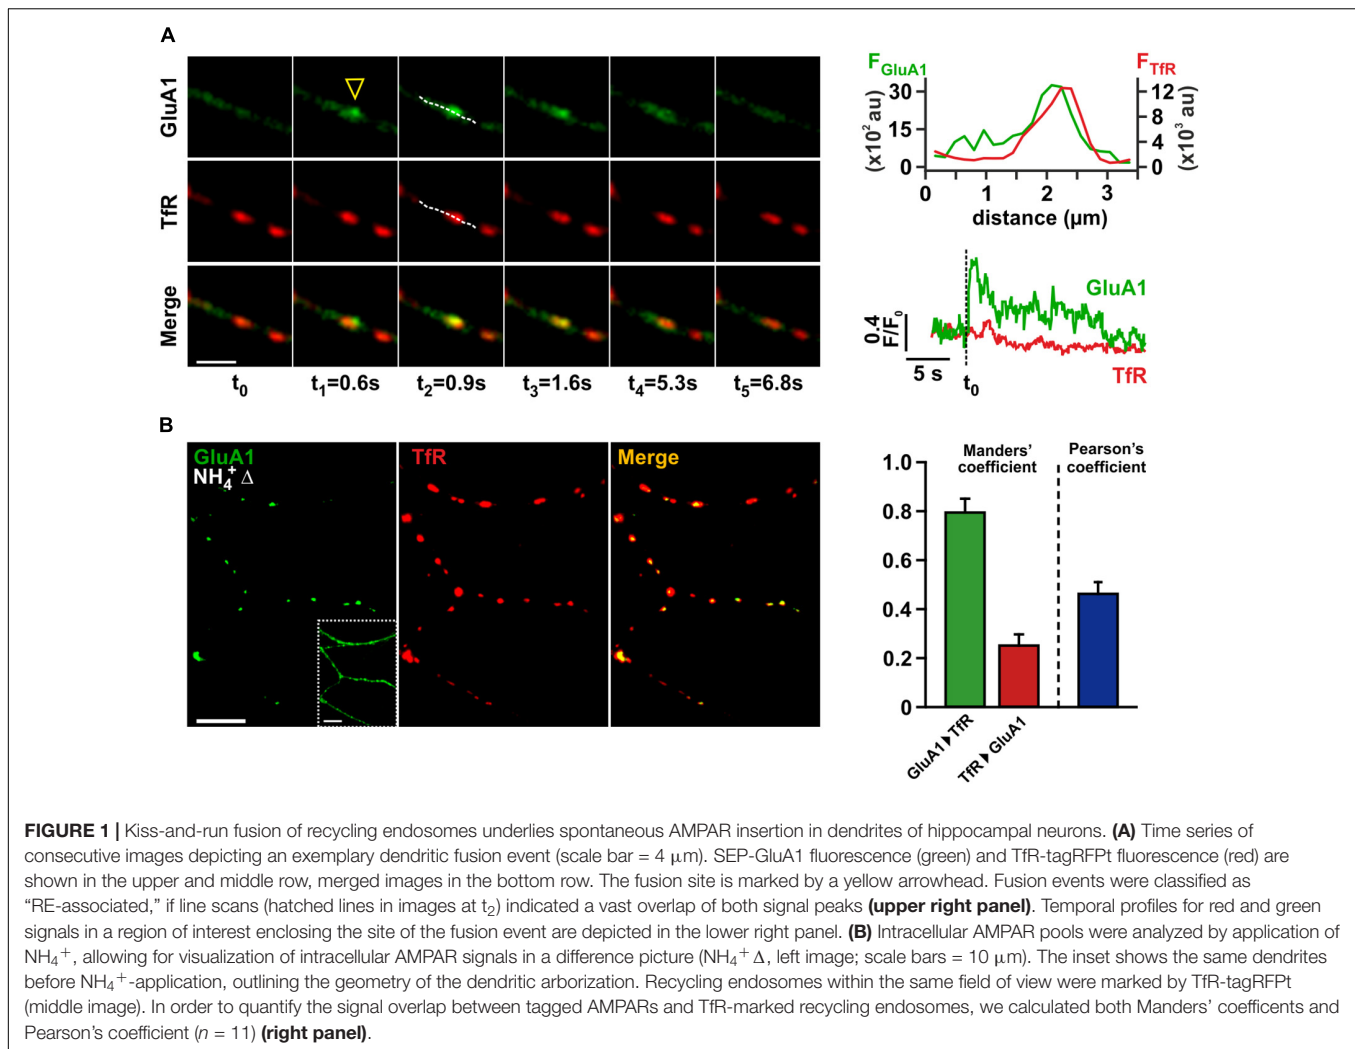 A
GluA1
TfR
Merge
t0
t1=0.6s
t2=0.9s
t3=1.6s
t4=5.3s
t5=6.8s
FGluA1
FTfR
30
15
0
(x10² au)
12
8
4
0
(x10³ au)
0
1
2
3
distance (µm)
GluA1
TfR
0.4
F/F0
5 s
t0
B
GluA1
NH4+ Δ
TfR
Merge
Manders'
coefficient
Pearson's
coefficient
1.0
0.8
0.6
0.4
0.2
0
GluA1▶TfR
TfR▶GluA1
FIGURE 1 | Kiss-and-run fusion of recycling endosomes underlies spontaneous AMPAR insertion in dendrites of hippocampal neurons. (A) Time series of
consecutive images depicting an exemplary dendritic fusion event (scale bar = 4 µm). SEP-GluA1 fluorescence (green) and TfR-tagRFPt fluorescence (red) are
shown in the upper and middle row, merged images in the bottom row. The fusion site is marked by a yellow arrowhead. Fusion events were classified as
“RE-associated,” if line scans (hatched lines in images at t2) indicated a vast overlap of both signal peaks (upper right panel). Temporal profiles for red and green
signals in a region of interest enclosing the site of the fusion event are depicted in the lower right panel. (B) Intracellular AMPAR pools were analyzed by application of
NH4+, allowing for visualization of intracellular AMPAR signals in a difference picture (NH4+ Δ, left image; scale bars = 10 µm). The inset shows the same dendrites
before NH4+-application, outlining the geometry of the dendritic arborization. Recycling endosomes within the same field of view were marked by TfR-tagRFPt
(middle image). In order to quantify the signal overlap between tagged AMPARs and TfR-marked recycling endosomes, we calculated both Manders' coefficents and
Pearson's coefficient (n = 11) (right panel).